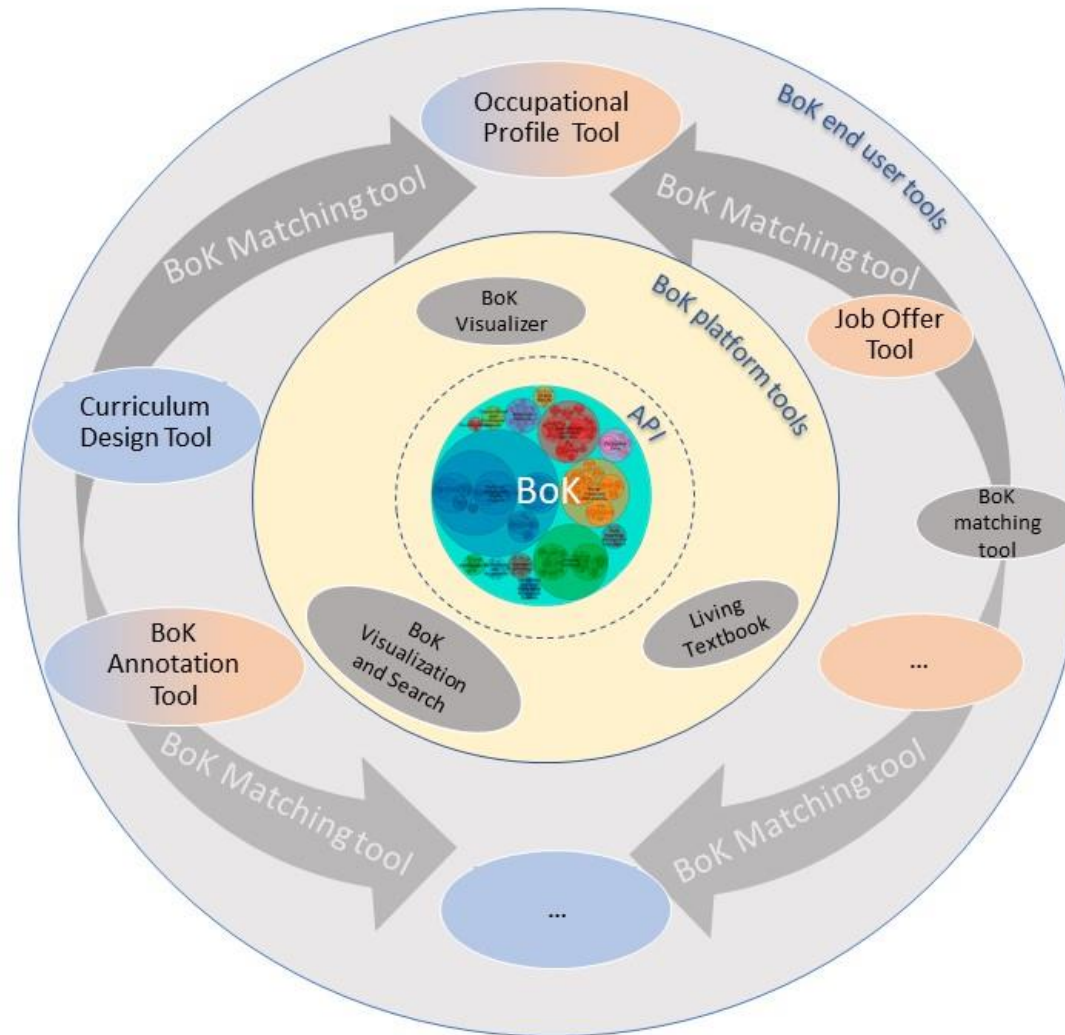 Occupational
Profile Tool
BoK end user tools
BoK Matching tool
BoK Matching tool
BoK
Visualizer
BoK platform tools
Job Offer
Tool
Curriculum
Design Tool
API
BoK
BoK
matching
tool
BoK
Annotation
Tool
BoK
Visualization
and Search
Living
Textbook
...
BoK Matching tool
BoK Matching tool
...